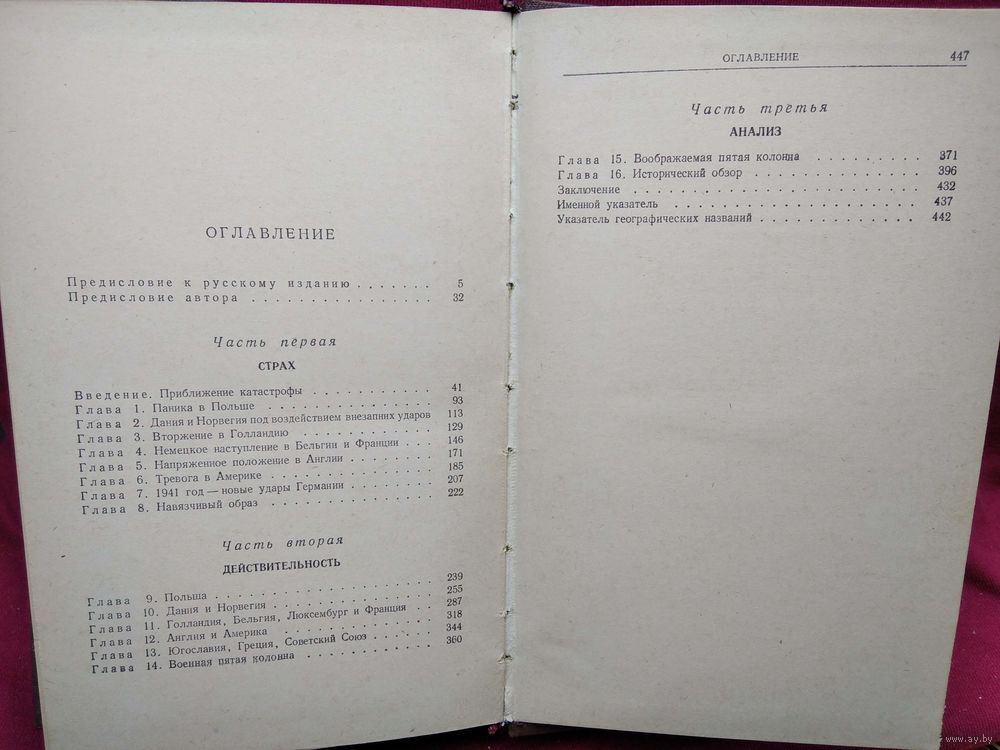 ОГЛАВЛЕНИЕ
Предисловие к русскому изданию . . . . . . . 5
Предисловие автора . . . . . . . . . . . . . . . 32
Часть первая
СТРАХ
Введение. Приближение катастрофы . . . . . . . . . . . 41
Глава 1. Паника в Польше . . . . . . . . . . . . . . 93
Глава 2. Дания и Норвегия под воздействием внезапних ударов 113
Глава 3. Вторжение в Голландию . . . . . . . . . . . 129
Глава 4. Немецкое наступление в Бельгии и Франции . . . 146
Глава 5. Напряженное положение в Англии . . . . . . . 171
Глава 6. Тревога в Америке . . . . . . . . . . . . . 185
Глава 7. 1941 год — новые удары Германии . . . . . . . 207
Глава 8. Навязчивый образ . . . . . . . . . . . . . 222
Часть вторая
ДЕЙСТВИТЕЛЬНОСТЬ
Глава 9. Польша . . . . . . . . . . . . . . . . . 239
Глава 10. Дания и Норвегия . . . . . . . . . . . . . 255
Глава 11. Голландия, Бельгия, Люксембург и Франция . . 287
Глава 12. Англия и Америка . . . . . . . . . . . . . 318
Глава 13. Югославия, Греция, Советский Союз . . . . . 344
Глава 14. Военная пятая колонна . . . . . . . . . . . 360
ОГЛАВЛЕНИЕ 447
Часть третья
АНАЛИЗ
Глава 15. Воображаемая пятая колонна . . . . . . . . . 371
Глава 16. Исторический обзор . . . . . . . . . . . . . 396
Заключение . . . . . . . . . . . . . . . . . . . . 432
Именной указатель . . . . . . . . . . . . . . . . . 437
Указатель географических названий . . . . . . . . . . . 442
www.ay.by